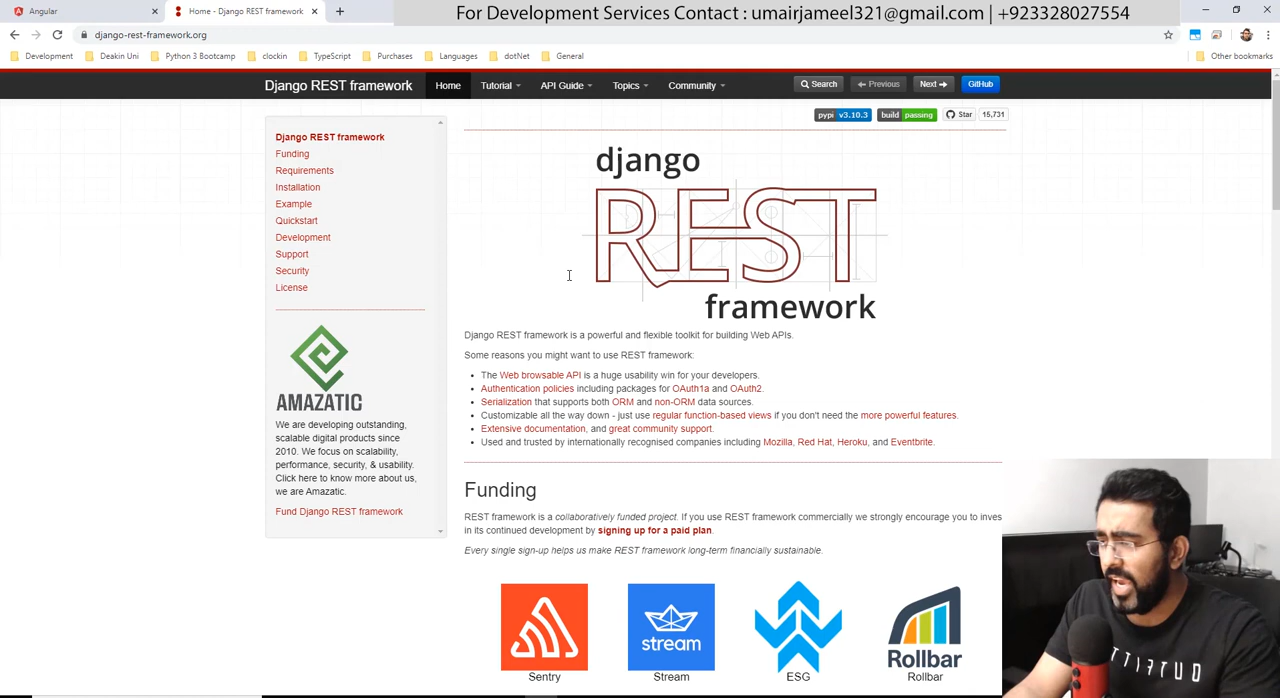 Angular
Home - Django REST framework
For Development Services Contact : umairjameel321@gmail.com | +923328027554
django-rest-framework.org
Development
Deakin Uni
Python 3 Bootcamp
clockin
TypeScript
Purchases
Languages
dotNet
General
Other bookmarks
Django REST framework
Home
Tutorial
API Guide
Topics
Community
Search
Previous
Next
GitHub
pypi v3.10.3
build passing
Star
15,731
Django REST framework
Funding
Requirements
Installation
Example
Quickstart
Development
Support
Security
License
AMAZATIC
We are developing outstanding,
scalable digital products since
2010. We focus on scalability,
performance, security, & usability.
Click here to know more about us,
we are Amazatic.
Fund Django REST framework
django
REST
framework
Django REST framework is a powerful and flexible toolkit for building Web APIs.
Some reasons you might want to use REST framework:
• The Web browsable API is a huge usability win for your developers.
• Authentication policies including packages for OAuth1a and OAuth2.
• Serialization that supports both ORM and non-ORM data sources.
• Customizable all the way down - just use regular function-based views if you don't need the more powerful features.
• Extensive documentation, and great community support.
• Used and trusted by internationally recognised companies including Mozilla, Red Hat, Heroku, and Eventbrite.
Funding
REST framework is a collaboratively funded project. If you use REST framework commercially we strongly encourage you to inves
in its continued development by signing up for a paid plan.
Every single sign-up helps us make REST framework long-term financially sustainable.
stream
Rollbar
Sentry
Stream
ESG
Rollbar